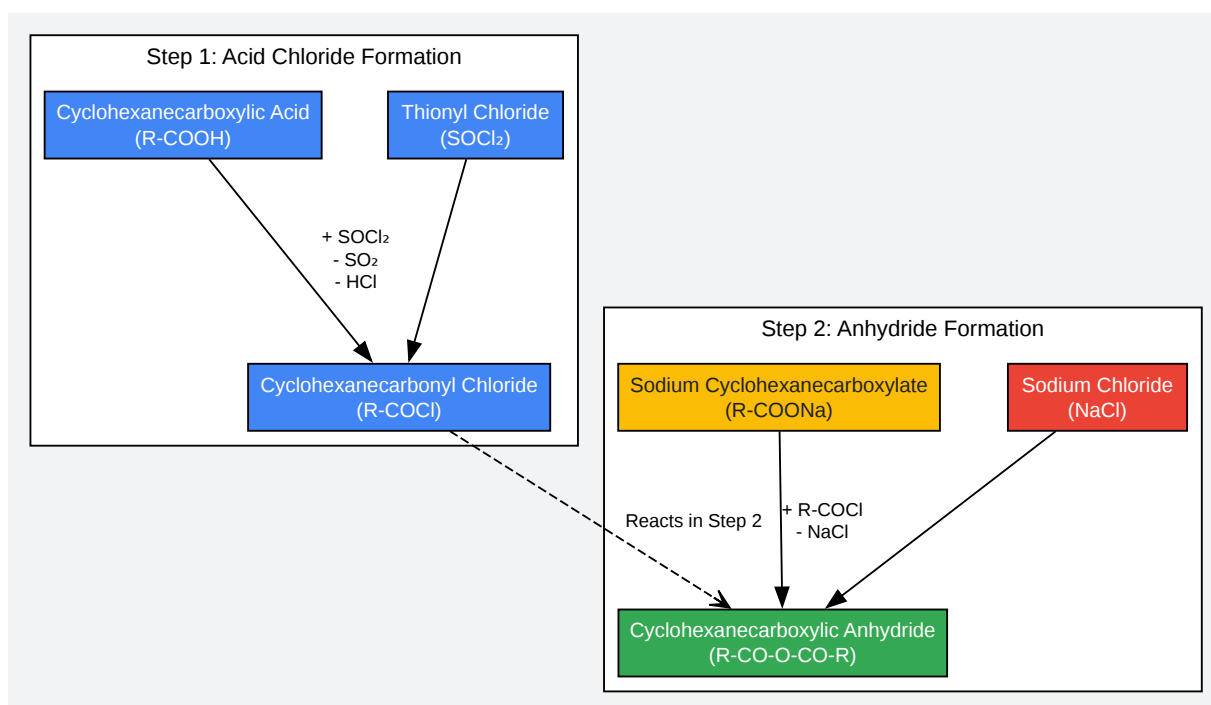 Step 1: Acid Chloride Formation
Cyclohexanecarboxylic Acid
(R-COOH)
Thionyl Chloride
(SOCl₂)
+ SOCl₂
- SO₂
- HCl
Cyclohexanecarbonyl Chloride
(R-COCl)
Step 2: Anhydride Formation
Sodium Cyclohexanecarboxylate
(R-COONa)
Sodium Chloride
(NaCl)
Reacts in Step 2
+ R-COCl
- NaCl
Cyclohexanecarboxylic Anhydride
(R-CO-O-CO-R)